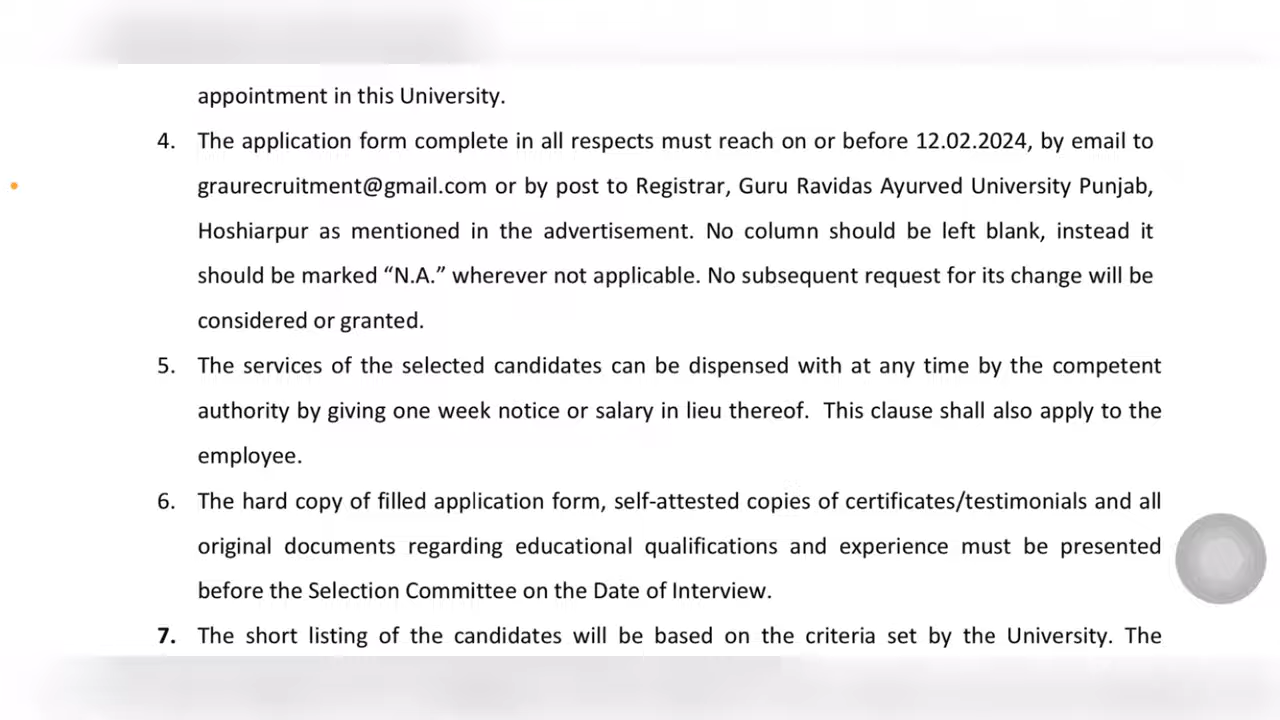 appointment in this University.
4. The application form complete in all respects must reach on or before 12.02.2024, by email to
graurecruitment@gmail.com or by post to Registrar, Guru Ravidas Ayurved University Punjab,
Hoshiarpur as mentioned in the advertisement. No column should be left blank, instead it
should be marked “N.A.” wherever not applicable. No subsequent request for its change will be
considered or granted.
5. The services of the selected candidates can be dispensed with at any time by the competent
authority by giving one week notice or salary in lieu thereof.  This clause shall also apply to the
employee.
6. The hard copy of filled application form, self-attested copies of certificates/testimonials and all
original documents regarding educational qualifications and experience must be presented
before the Selection Committee on the Date of Interview.
7. The short listing of the candidates will be based on the criteria set by the University. The